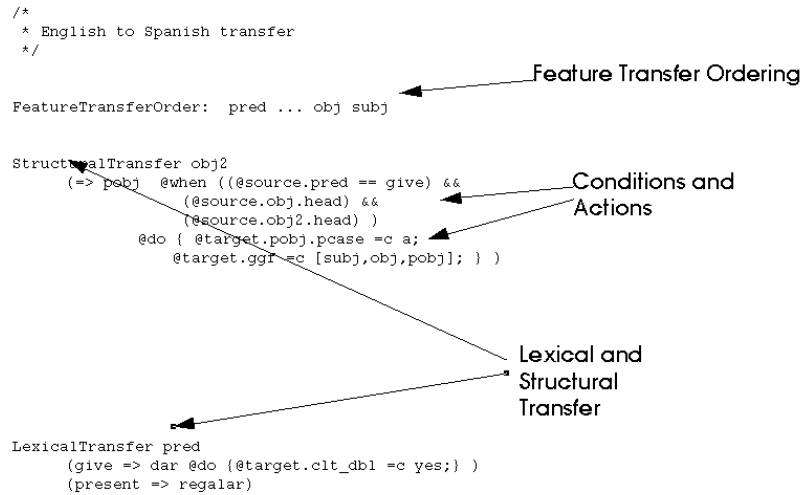 /*
* English to Spanish transfer
*/
Feature Transfer Ordering
FeatureTransferOrder: pred ... obj subj
StructuralTransfer obj2
(=> pobj @when ((@source.pred == give) &&
(@source.obj.head) &&
(@source.obj2.head) )
@do { @target.pobj.pcase =c a;
@target.ggf =c [subj,obj,pobj]; } )
Conditions and
Actions
Lexical and
Structural
Transfer
LexicalTransfer pred
(give => dar @do {@target.clt_dbl =c yes;} )
(present => regalar)